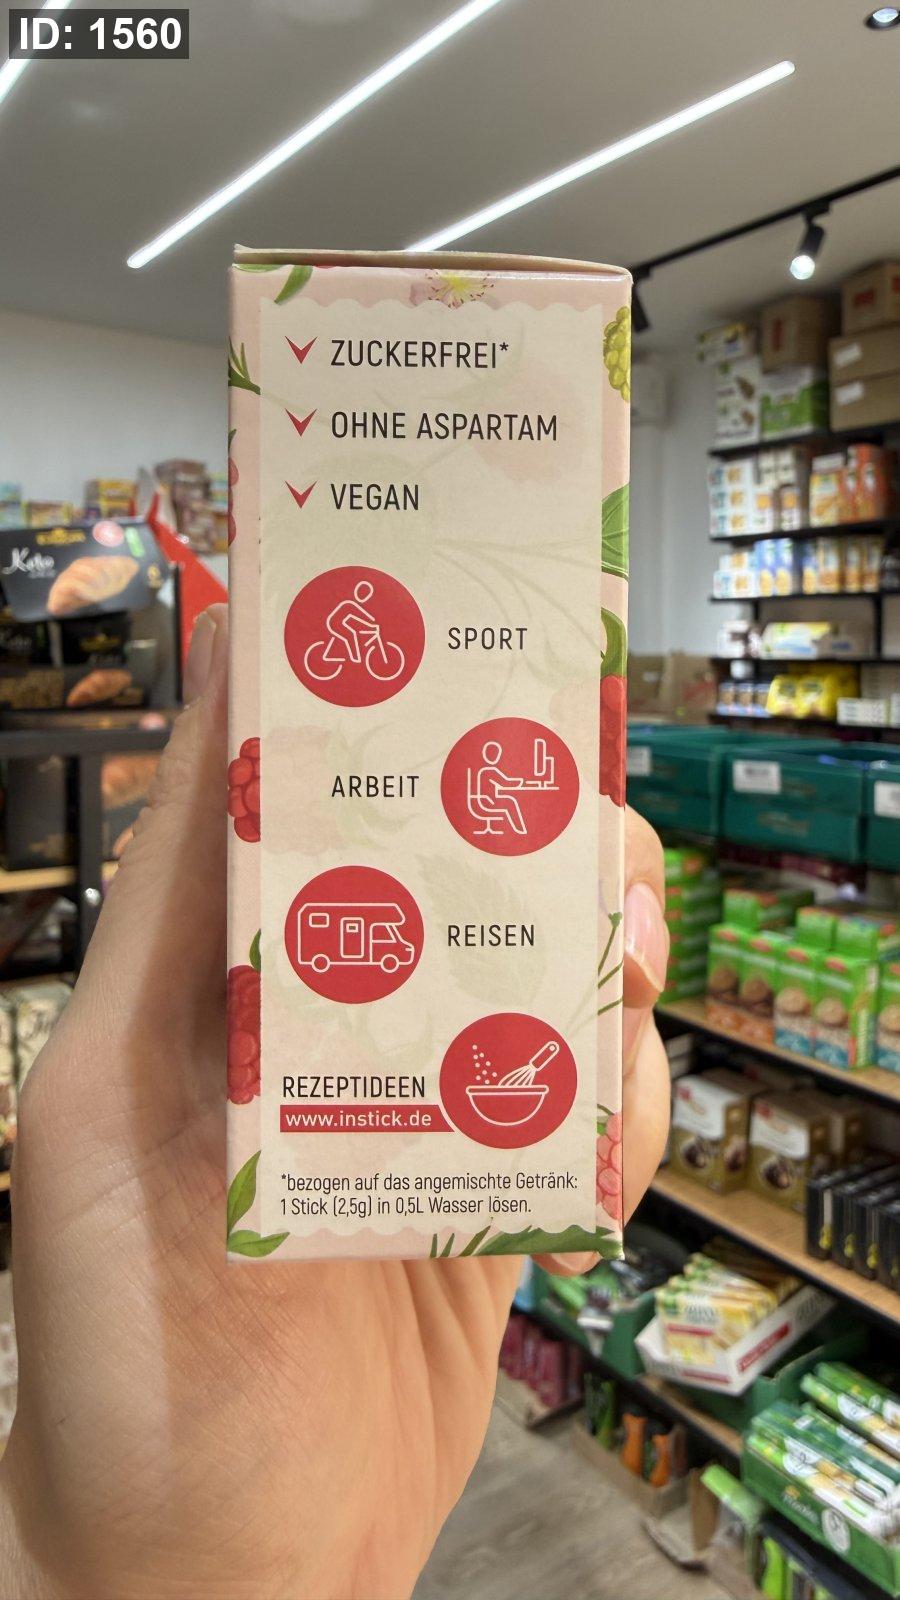 ID: 1560
ZUCKERFREI*
OHNE ASPARTAM
VEGAN
SPORT
ARBEIT
REISEN
REZEPTIDEEN
www.instick.de
*bezogen auf das angemischte Getränk:
1 Stick (2,5g) in 0,5L Wasser lösen.
Keto